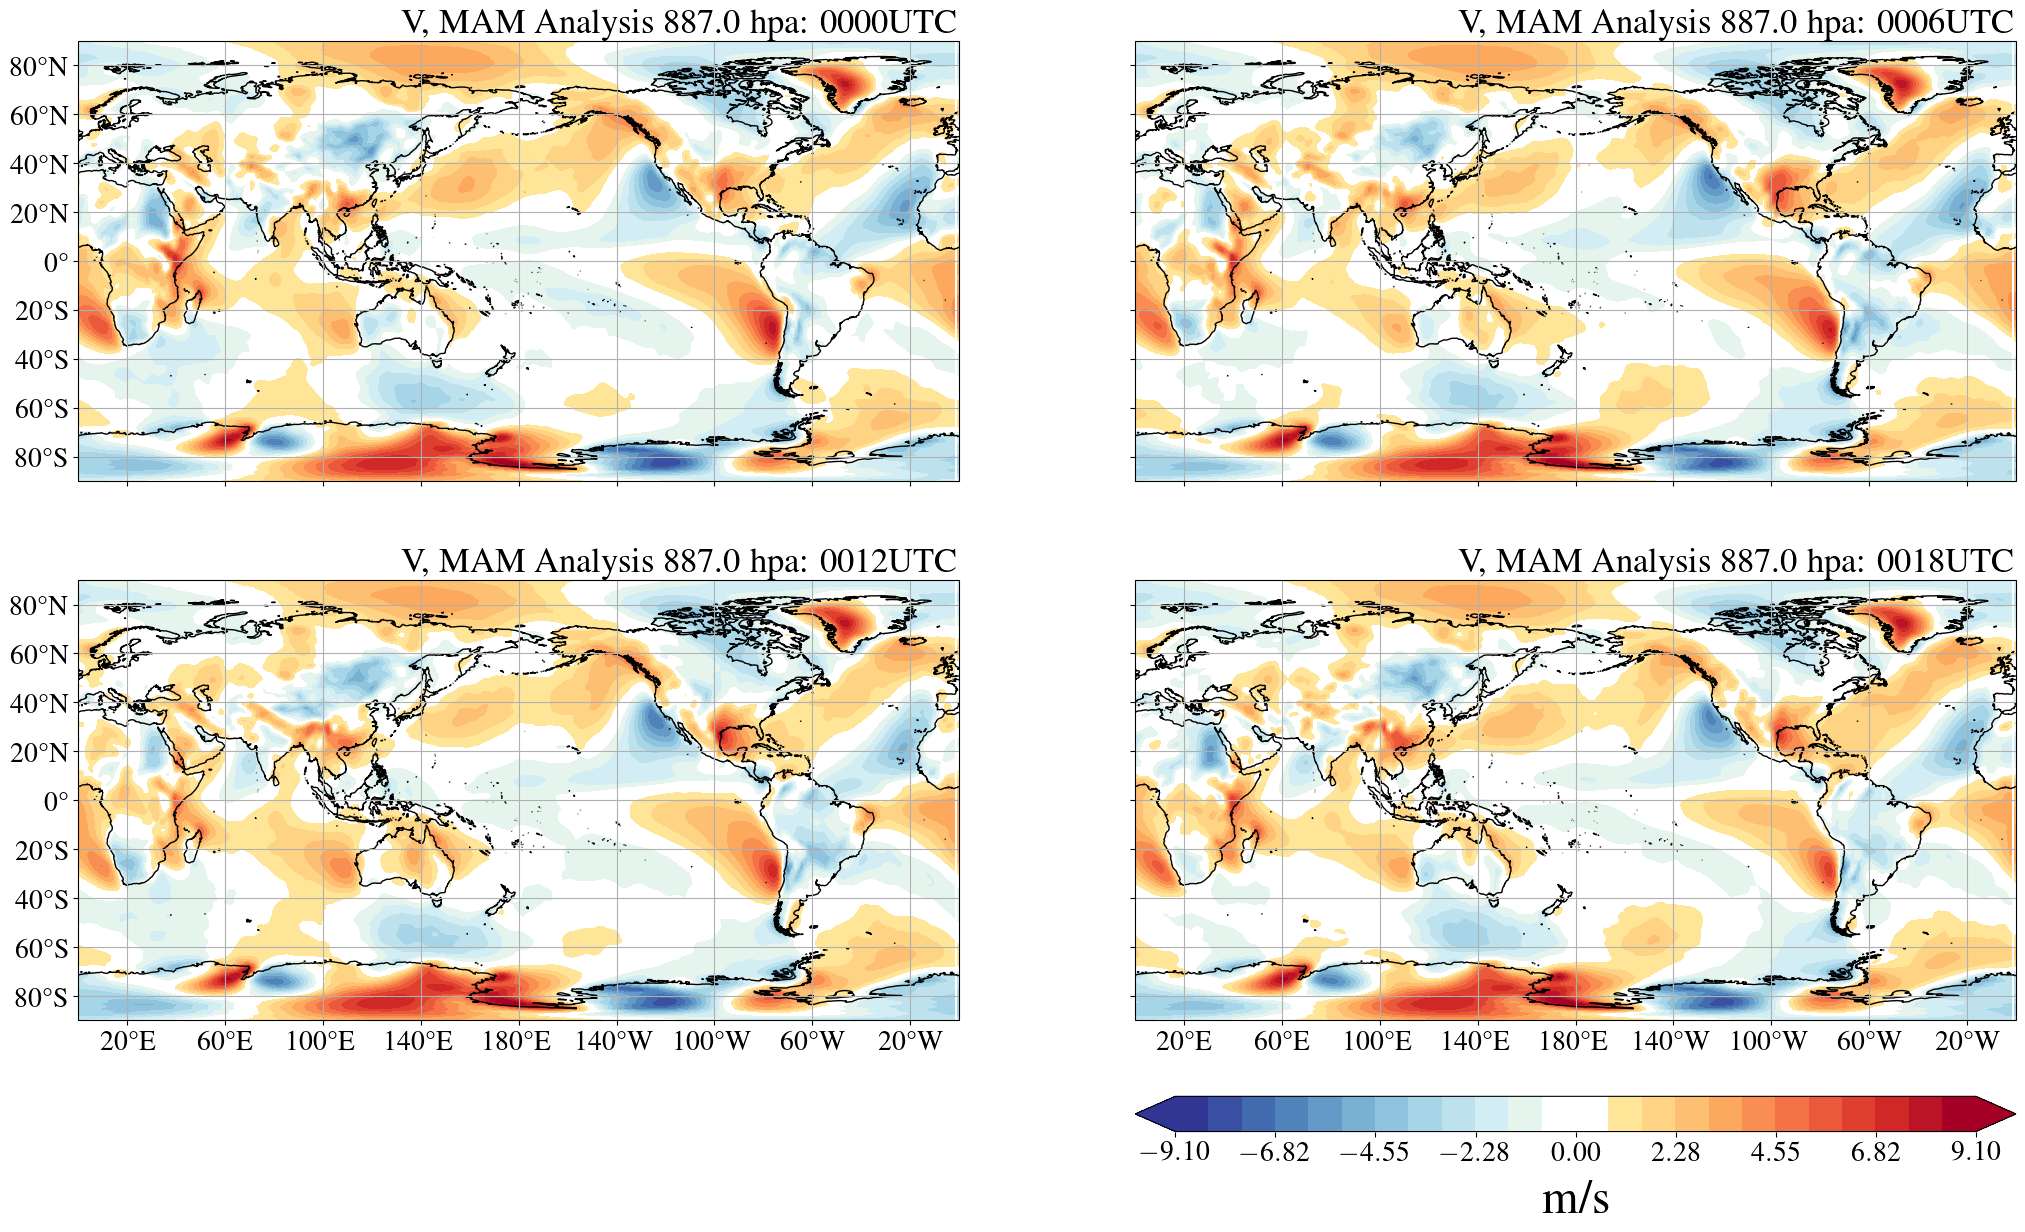 V, MAM Analysis 887.0 hpa: 0000UTC
V, MAM Analysis 887.0 hpa: 0006UTC
80°N
60°N
40°N
20°N
0°
20°S
40°S
60°S
80°S
V, MAM Analysis 887.0 hpa: 0012UTC
V, MAM Analysis 887.0 hpa: 0018UTC
80°N
60°N
40°N
20°N
0°
20°S
40°S
60°S
80°S
20°E 60°E 100°E 140°E 180°E 140°W 100°W 60°W 20°W
20°E 60°E 100°E 140°E 180°E 140°W 100°W 60°W 20°W
−9.10 −6.82 −4.55 −2.28 0.00 2.28 4.55 6.82 9.10
m/s